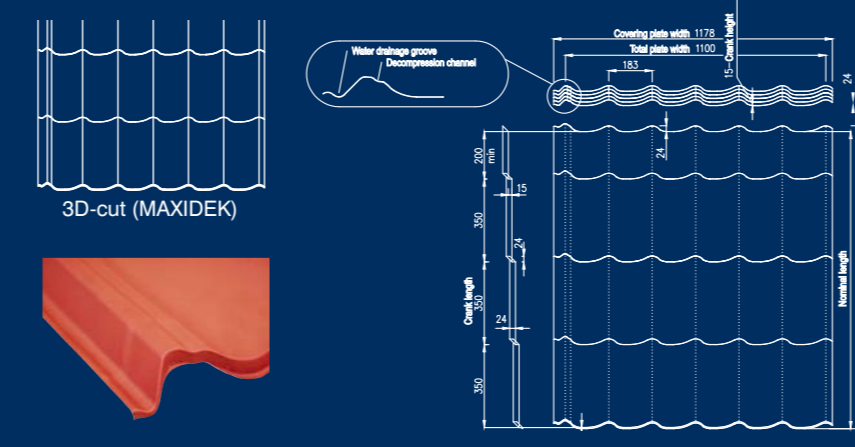 Water drainage groove
Decompression channel
3D-cut (MAXIDEK)
Covering plate width 1178
Total plate width 1100
183
15
Crank height
24
24
200
min
15
350
24
Crank length
350
24
350
Nominal length